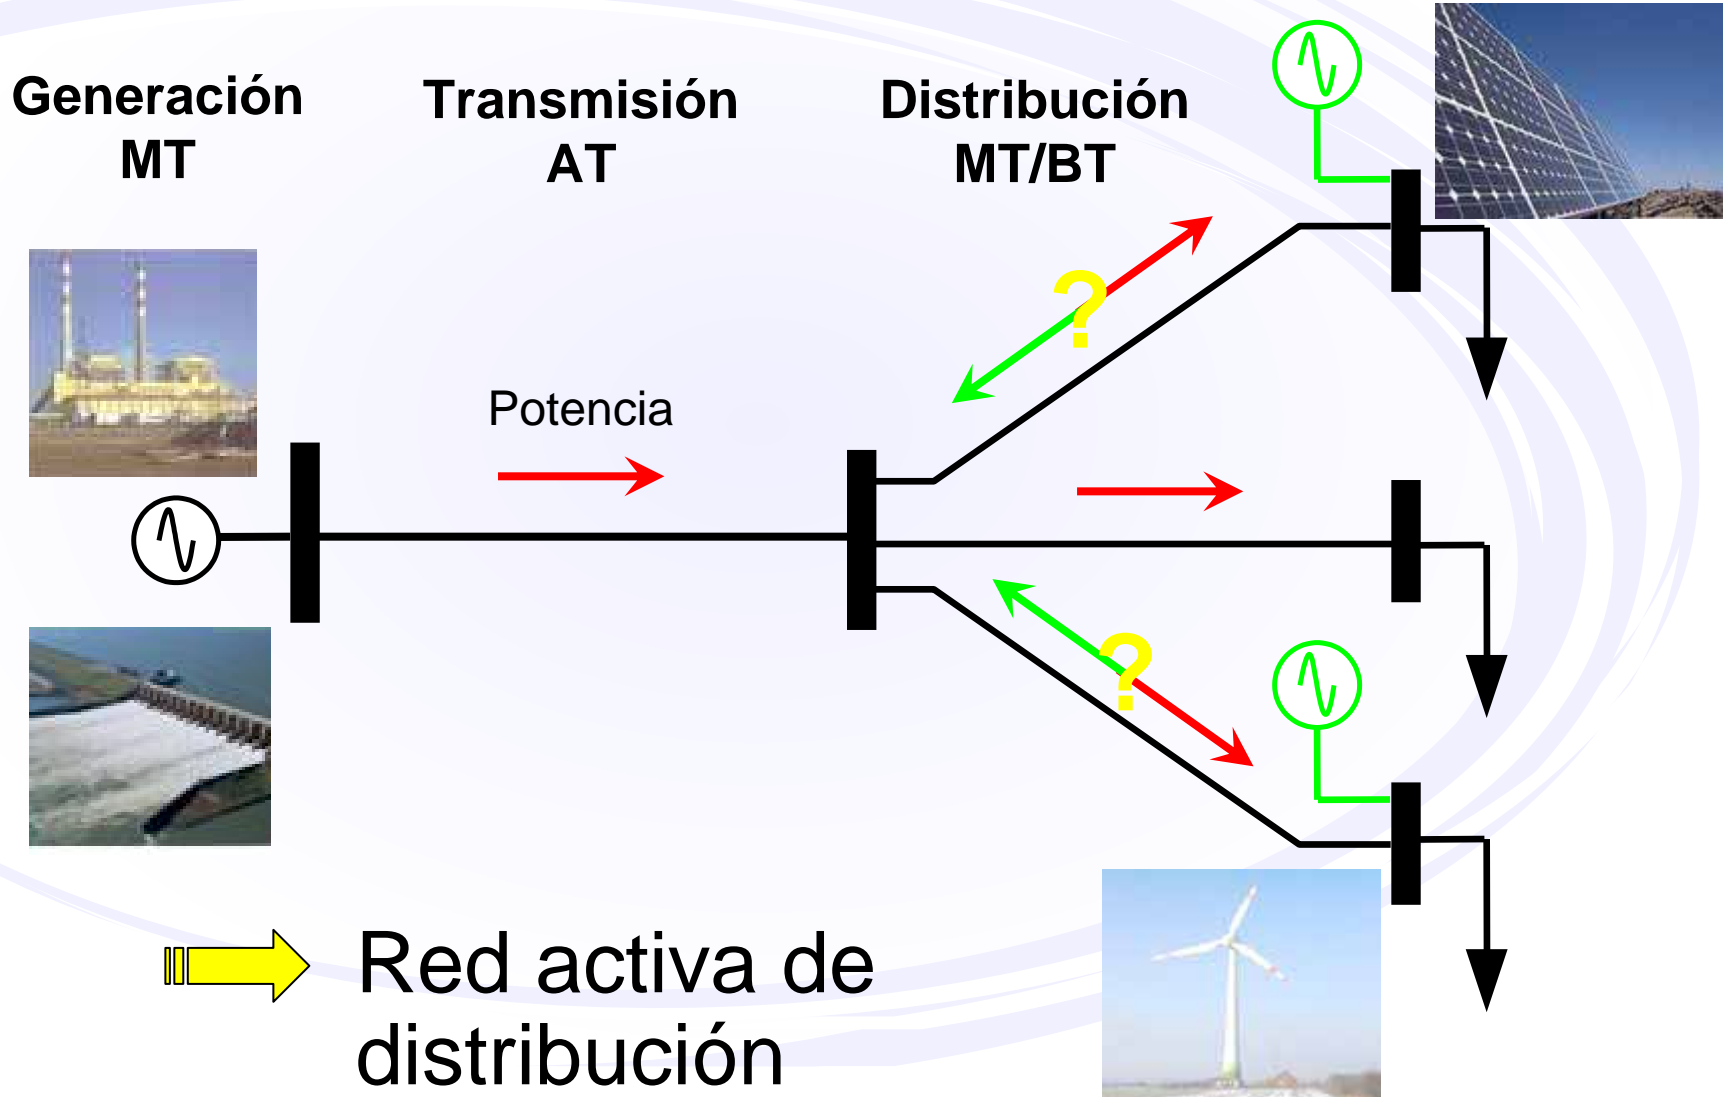 Generación
MT
Transmisión
AT
Distribución
MT/BT
?
Potencia
?
Red activa de
distribución